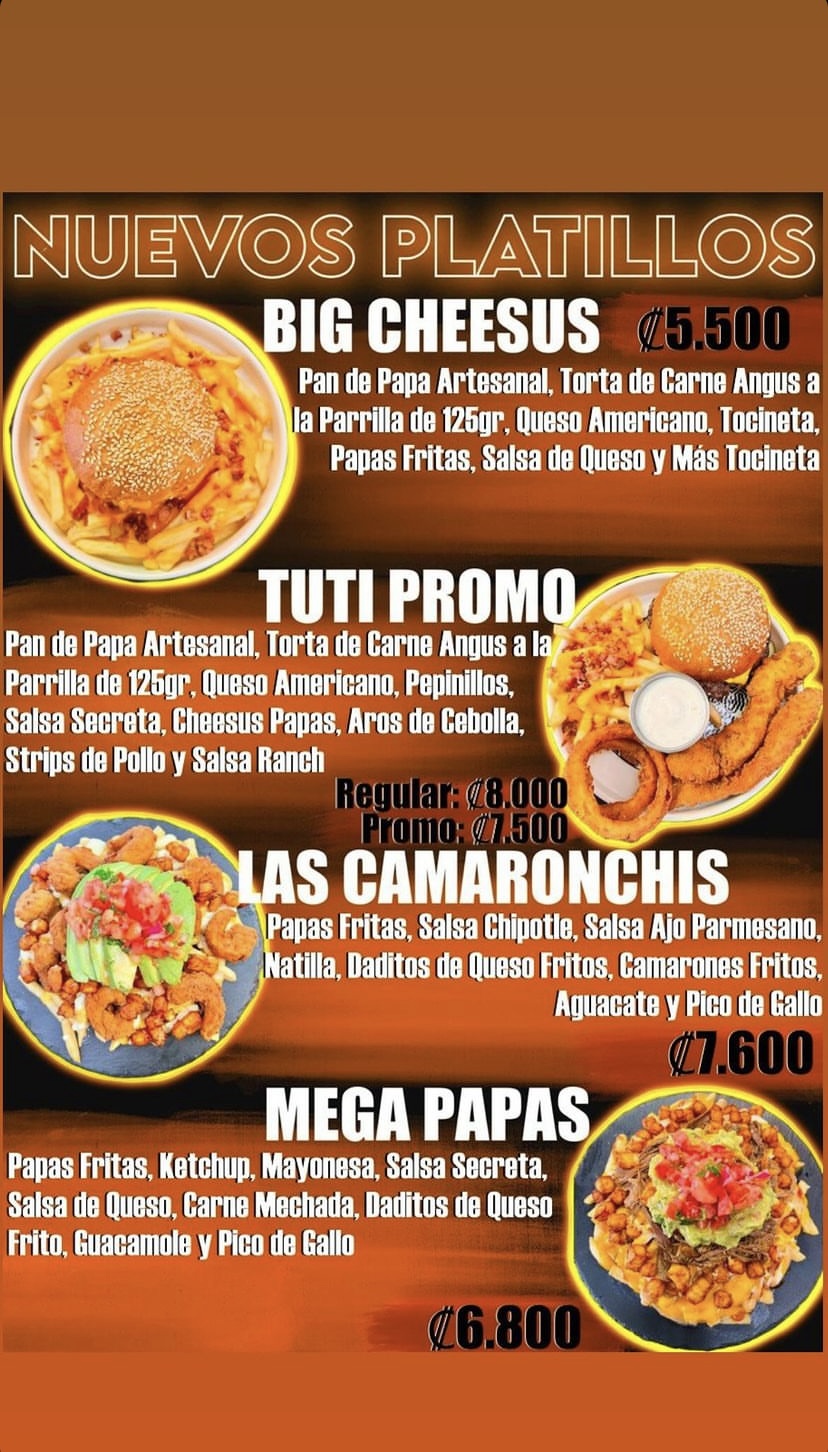 NUEVOS PLATILLOS
BIG CHEESUS ₡5.500
Pan de Papa Artesanal, Torta de Carne Angus a
la Parrilla de 125gr, Queso Americano, Tocineta,
Papas Fritas, Salsa de Queso y Más Tocineta
TUTI PROMO
Pan de Papa Artesanal, Torta de Carne Angus a la
Parrilla de 125gr, Queso Americano, Pepinillos,
Salsa Secreta, Cheesus Papas, Aros de Cebolla,
Strips de Pollo y Salsa Ranch
Regular: ₡8.000
Promo: ₡7.500
LAS CAMARONCHIS
Papas Fritas, Salsa Chipotle, Salsa Ajo Parmesano,
Natilla, Daditos de Queso Fritos, Camarones Fritos,
Aguacate y Pico de Gallo
₡7.600
MEGA PAPAS
Papas Fritas, Ketchup, Mayonesa, Salsa Secreta,
Salsa de Queso, Carne Mechada, Daditos de Queso
Frito, Guacamole y Pico de Gallo
₡6.800